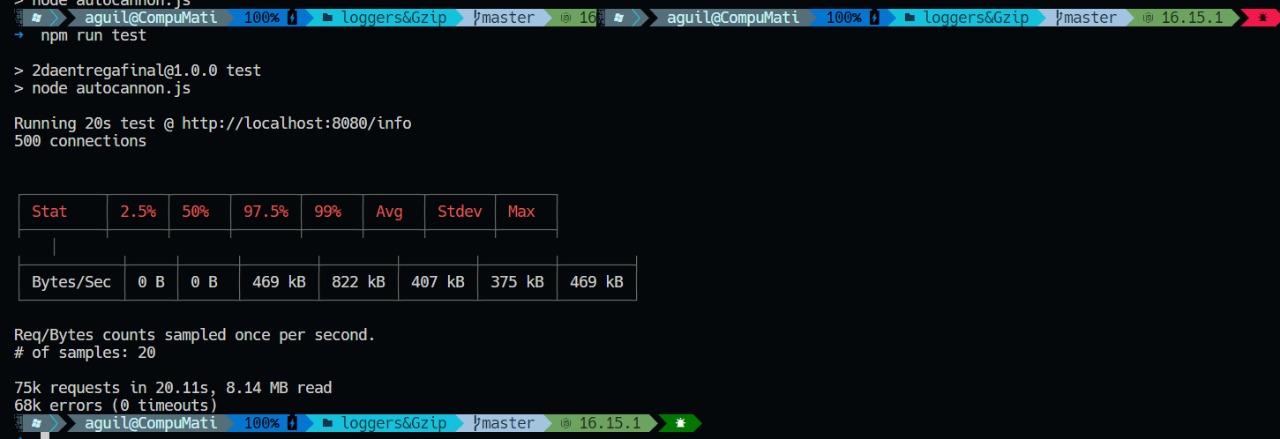 > node autocannon.js
aguil@CompuMati 100% loggers&Gzip master 16 aguil@CompuMati 100% loggers&Gzip master 16.15.1
→ npm run test
> 2daentregafinal@1.0.0 test
> node autocannon.js
Running 20s test @ http://localhost:8080/info
500 connections
Stat 2.5% 50% 97.5% 99% Avg Stdev Max
Bytes/Sec 0 B 0 B 469 kB 822 kB 407 kB 375 kB 469 kB
Req/Bytes counts sampled once per second.
# of samples: 20
75k requests in 20.11s, 8.14 MB read
68k errors (0 timeouts)
aguil@CompuMati 100% loggers&Gzip master 16.15.1